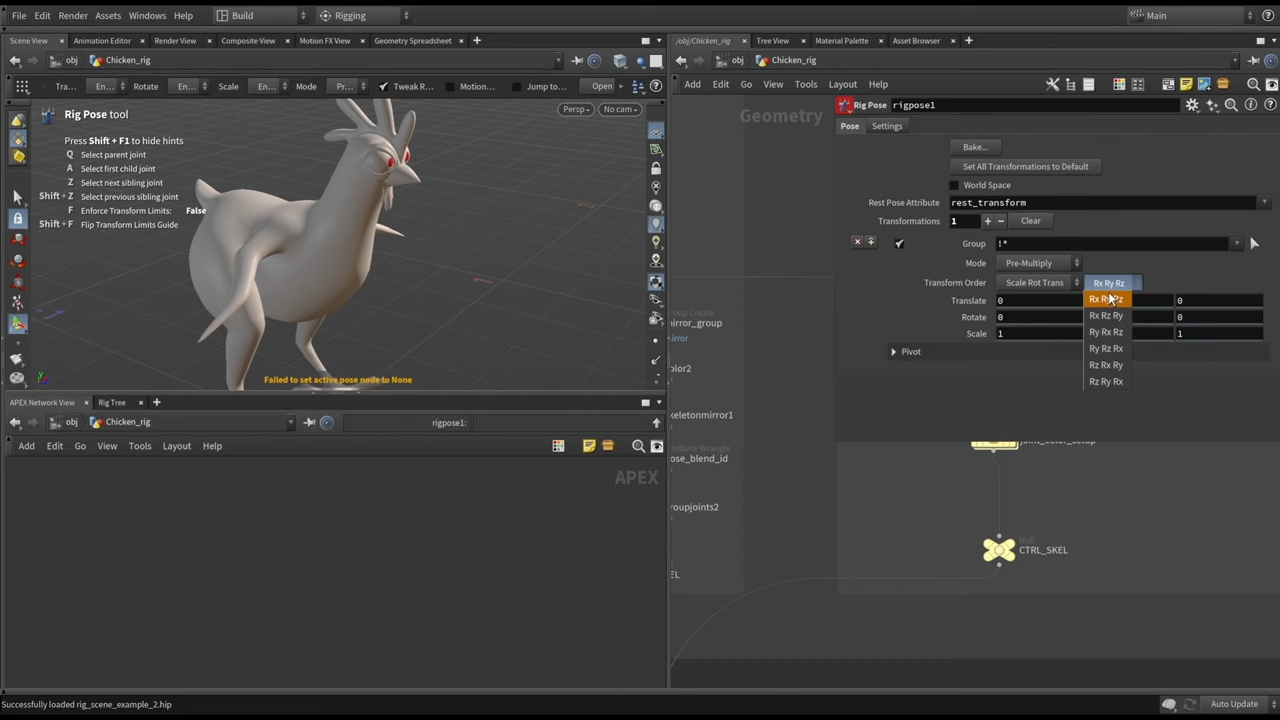 File Edit Render Assets Windows Help Build Rigging Main
Scene View Animation Editor Render View Composite View Motion FX View Geometry Spreadsheet
/obj/Chicken_rig Tree View Material Palette Asset Browser
obj Chicken_rig
obj Chicken_rig
Tra... En... Rotate En... Scale En... Mode Pr... Tweak R... Motion... Jump to... Open
Add Edit Go View Tools Layout Help
Rig Pose tool
Persp No cam
Press Shift + F1 to hide hints
Q Select parent joint
A Select first child joint
Z Select next sibling joint
Shift + Z Select previous sibling joint
F Enforce Transform Limits: False
Shift + F Flip Transform Limits Guide
Failed to set active pose node to None
Geometry
Rig Pose rigpose1
Pose Settings
Bake...
Set All Transformations to Default
World Space
Rest Pose Attribute rest_transform
Transformations 1 Clear
Group !*
Mode Pre-Multiply
Transform Order Scale Rot Trans Rx Ry Rz
Translate 0 0
Rotate 0 0
Scale 1 1
Pivot
Rx Ry Rz
Rx Rz Ry
Ry Rx Rz
Ry Rz Rx
Rz Rx Ry
Rz Ry Rx
roup Create
mirror_group
mirror
color2
keletonmirror1
tribute Wrangle
ose_blend_id
roupjoints2
EL
joint_color_setup
Null
CTRL_SKEL
APEX Network View Rig Tree
obj Chicken_rig rigpose1:
Add Edit Go View Tools Layout Help
APEX
Successfully loaded rig_scene_example_2.hip
Auto Update